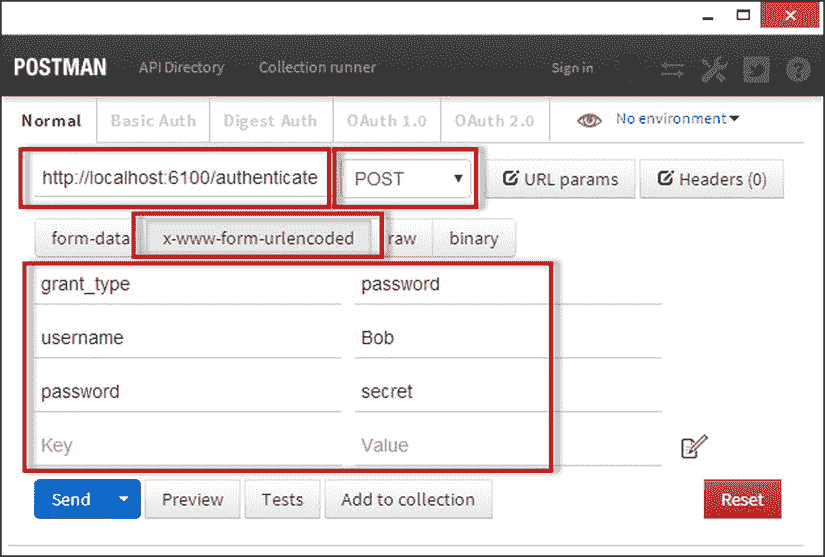 POSTMAN API Directory Collection runner Sign in
Normal Basic Auth Digest Auth OAuth 1.0 OAuth 2.0 No environment
http://localhost:6100/authenticate POST URL params Headers (0)
form-data x-www-form-urlencoded raw binary
grant_type password
username Bob
password secret
Key Value
Send Preview Tests Add to collection Reset